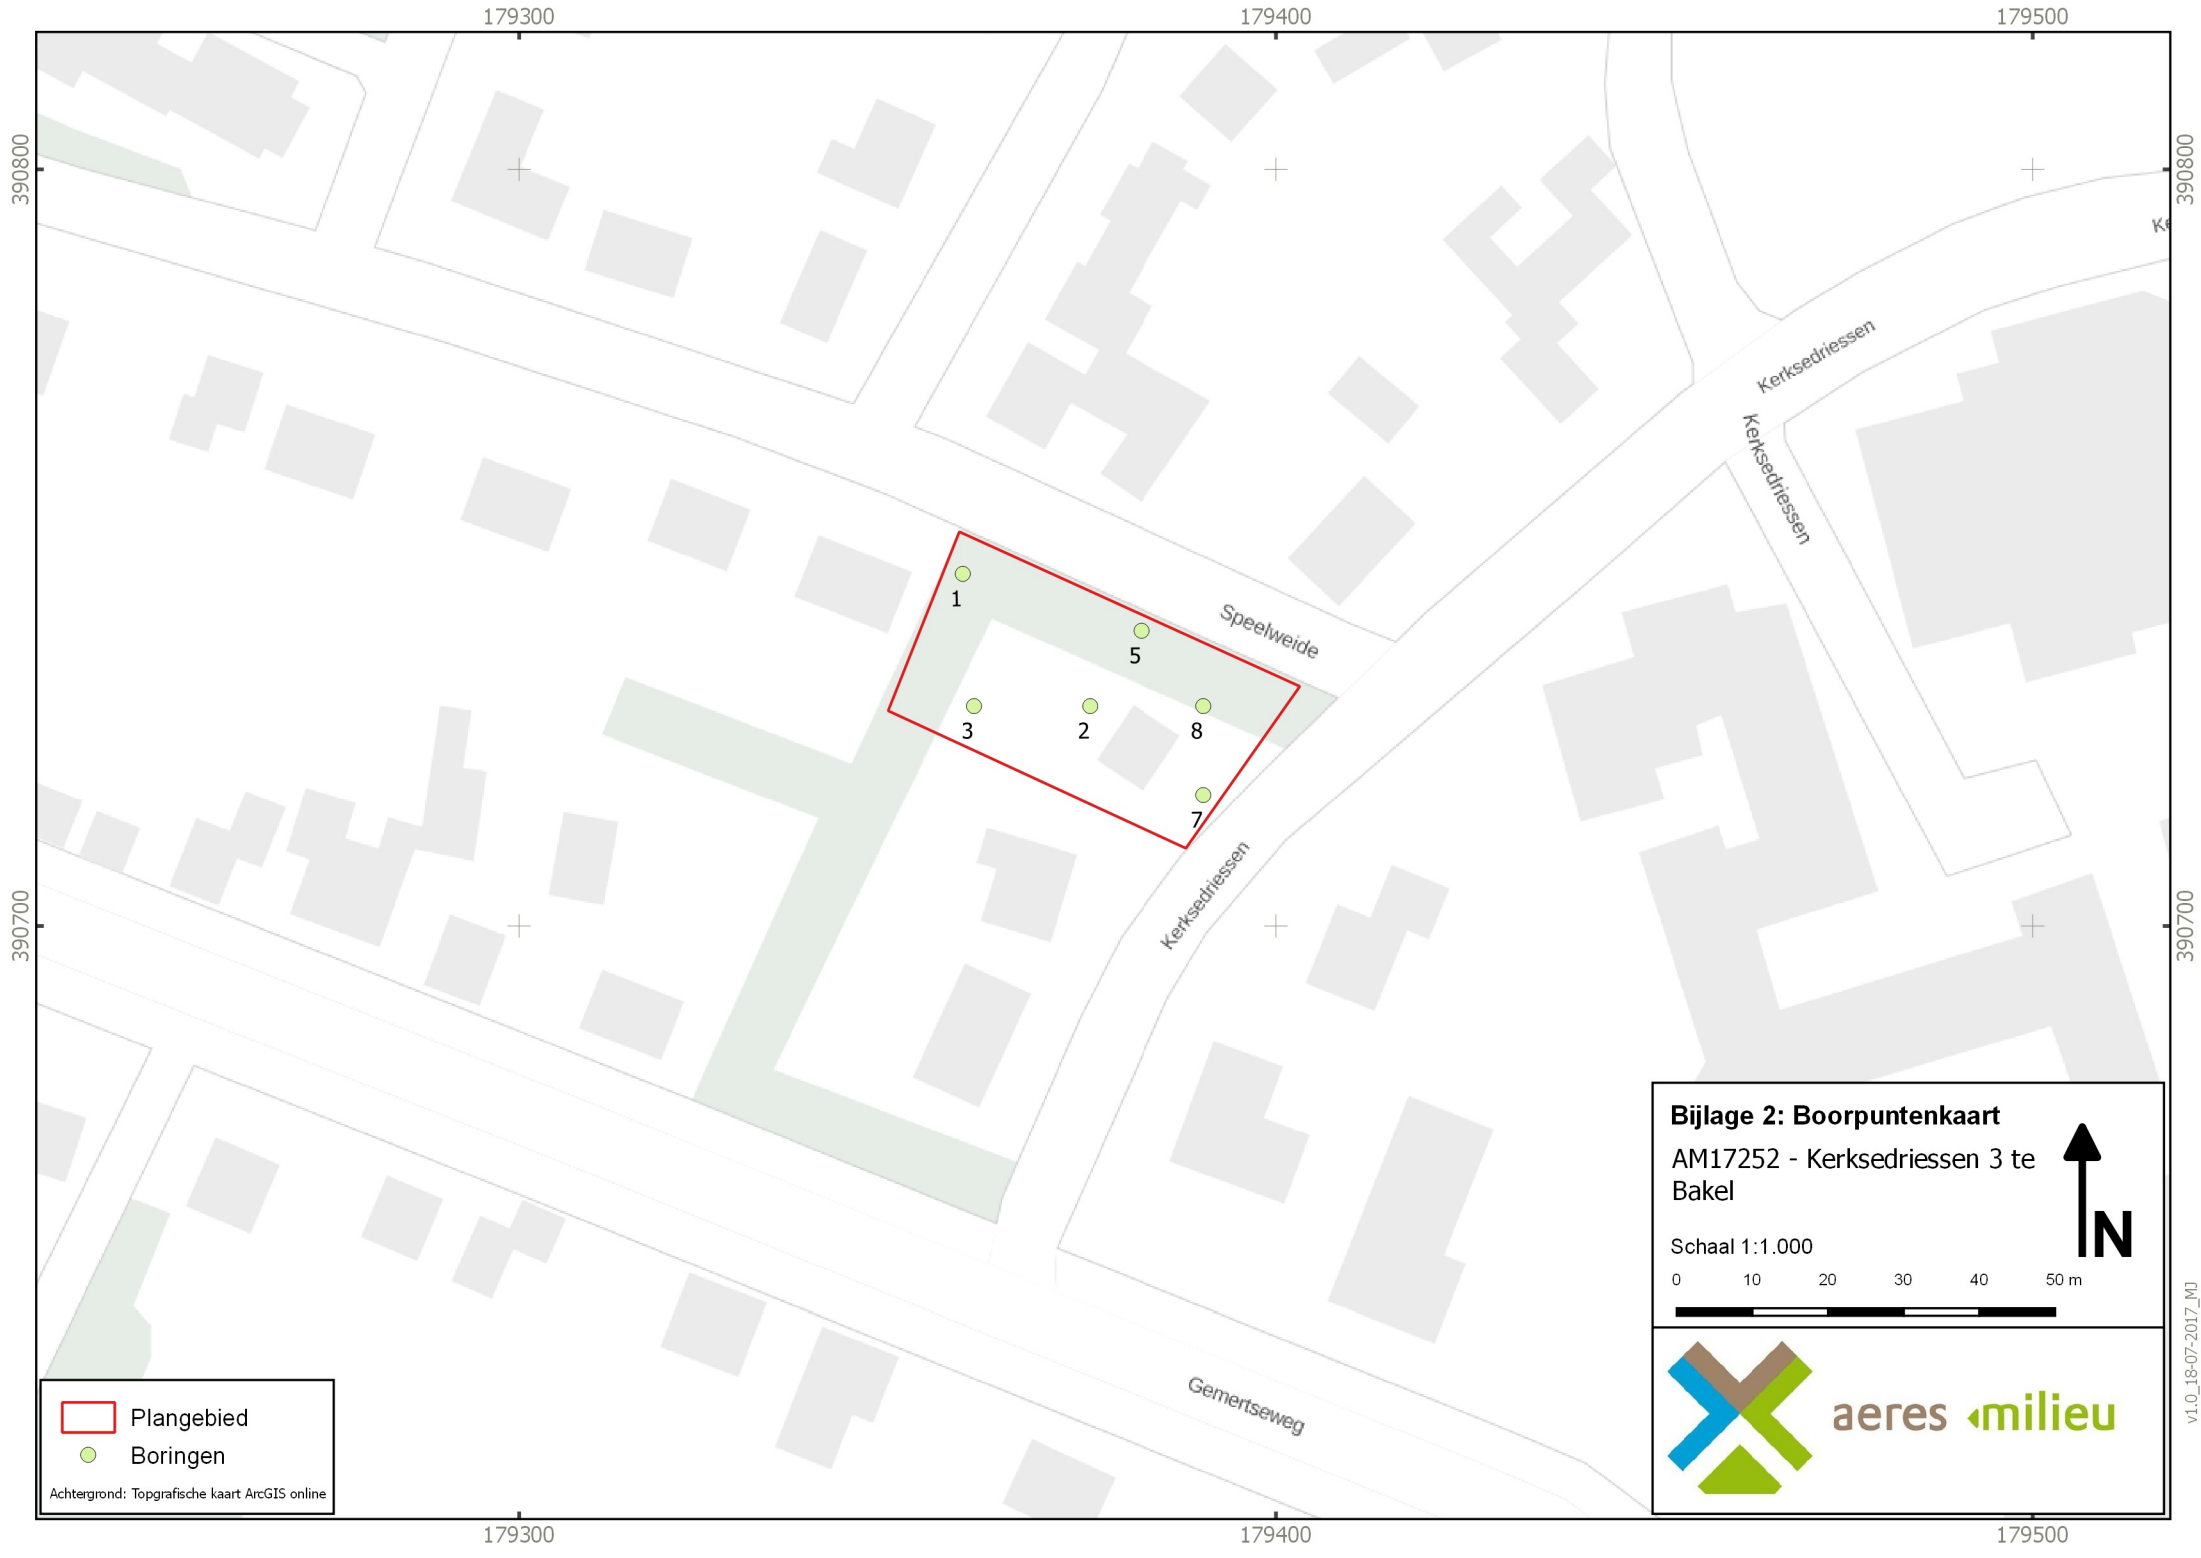 179300
179400
179500
390800
390800
Ke
Kerksedriessen
Kerksedriessen
Speelweide
1
5
3
2
8
7
Kerksedriessen
390700
390700
Gemertseweg
Bijlage 2: Boorpuntenkaart
AM17252 - Kerksedriessen 3 te
Bakel
N
Schaal 1:1.000
0 10 20 30 40 50 m
aeres milieu
v1.0_18-07-2017_MJ
Plangebied
Boringen
Achtergrond: Topgrafische kaart ArcGIS online
179300
179400
179500